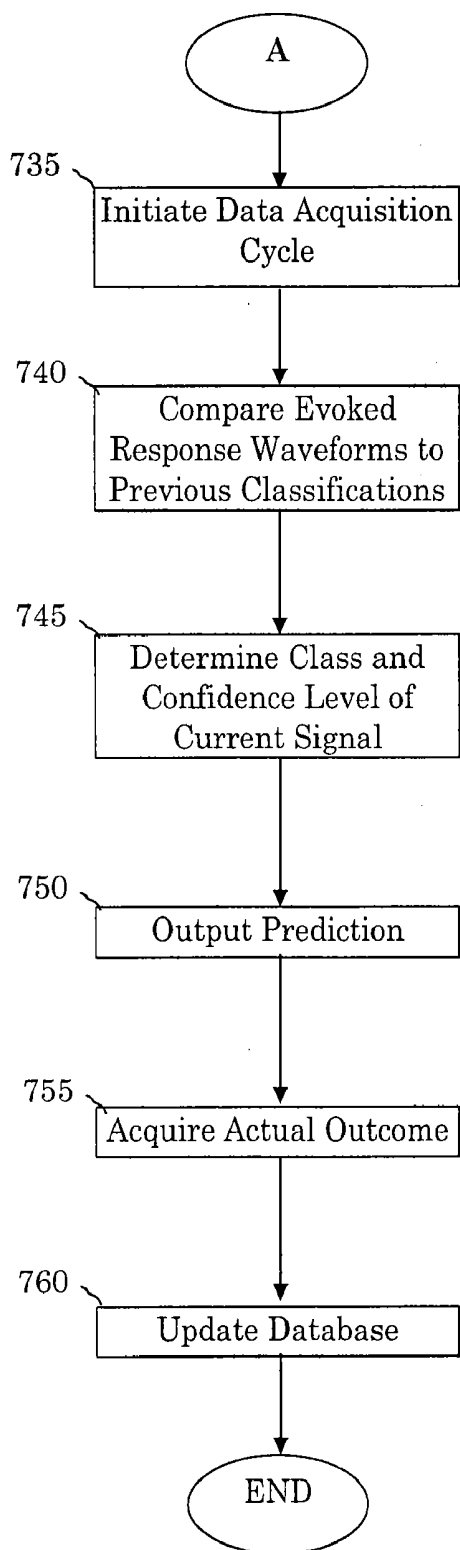 A
735
Initiate Data Acquisition
Cycle
740
Compare Evoked
Response Waveforms to
Previous Classifications
745
Determine Class and
Confidence Level of
Current Signal
750
Output Prediction
755
Acquire Actual Outcome
760
Update Database
END